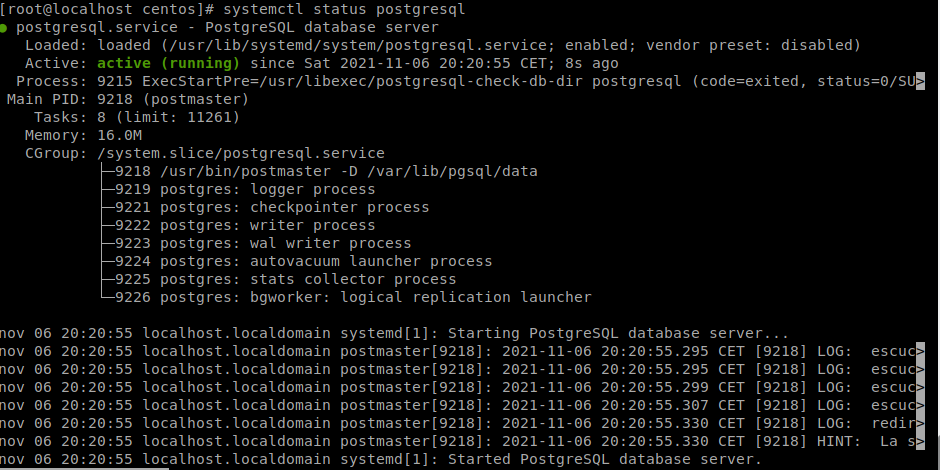 [root@localhost centos]# systemctl status postgresql
● postgresql.service - PostgreSQL database server
   Loaded: loaded (/usr/lib/systemd/system/postgresql.service; enabled; vendor preset: disabled)
   Active: active (running) since Sat 2021-11-06 20:20:55 CET; 8s ago
  Process: 9215 ExecStartPre=/usr/libexec/postgresql-check-db-dir postgresql (code=exited, status=0/SU>
 Main PID: 9218 (postmaster)
    Tasks: 8 (limit: 11261)
   Memory: 16.0M
   CGroup: /system.slice/postgresql.service
           ├─9218 /usr/bin/postmaster -D /var/lib/pgsql/data
           ├─9219 postgres: logger process
           ├─9221 postgres: checkpointer process
           ├─9222 postgres: writer process
           ├─9223 postgres: wal writer process
           ├─9224 postgres: autovacuum launcher process
           ├─9225 postgres: stats collector process
           └─9226 postgres: bgworker: logical replication launcher
nov 06 20:20:55 localhost.localdomain systemd[1]: Starting PostgreSQL database server...
nov 06 20:20:55 localhost.localdomain postmaster[9218]: 2021-11-06 20:20:55.295 CET [9218] LOG:  escuc>
nov 06 20:20:55 localhost.localdomain postmaster[9218]: 2021-11-06 20:20:55.295 CET [9218] LOG:  escuc>
nov 06 20:20:55 localhost.localdomain postmaster[9218]: 2021-11-06 20:20:55.299 CET [9218] LOG:  escuc>
nov 06 20:20:55 localhost.localdomain postmaster[9218]: 2021-11-06 20:20:55.307 CET [9218] LOG:  escuc>
nov 06 20:20:55 localhost.localdomain postmaster[9218]: 2021-11-06 20:20:55.330 CET [9218] LOG:  redir>
nov 06 20:20:55 localhost.localdomain postmaster[9218]: 2021-11-06 20:20:55.330 CET [9218] HINT:  La s>
nov 06 20:20:55 localhost.localdomain systemd[1]: Started PostgreSQL database server.